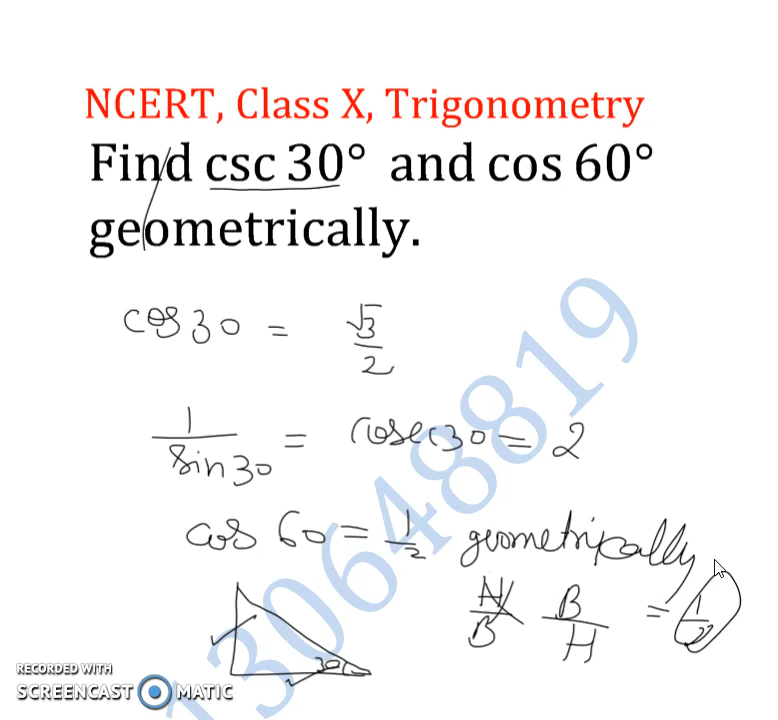 NCERT, Class X, Trigonometry
Find csc 30° and cos 60°
geometrically.
cos 30 = √3/2
1/sin 30 = cosec 30 = 2
cos 60 = 1/2 geometrically
B/H = 1/2
30
RECORDED WITH
SCREENCAST MATIC
130648819